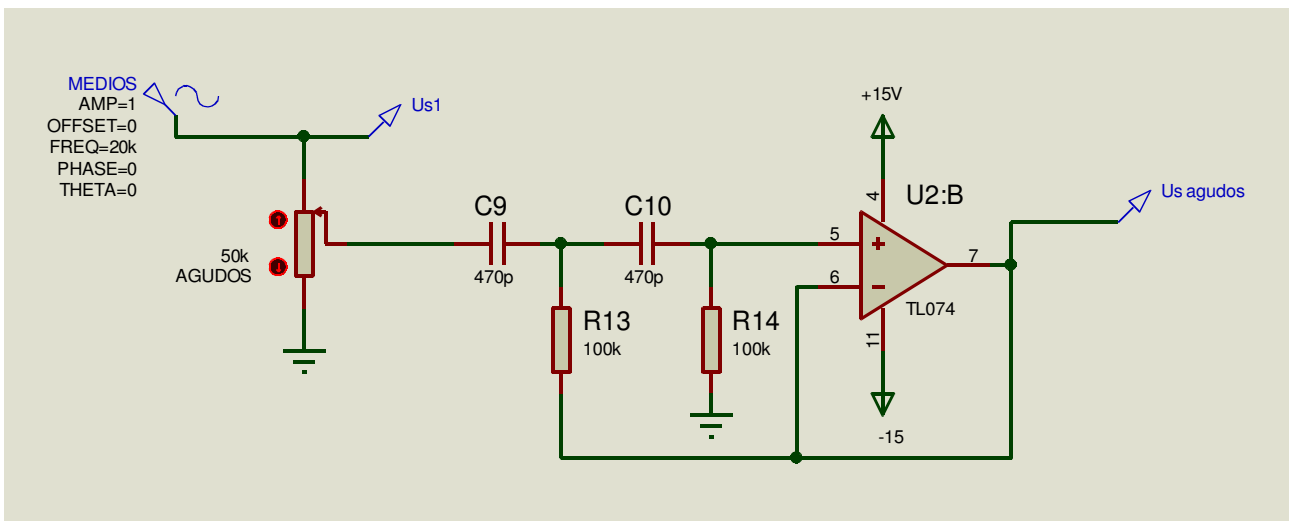 MEDIOS
AMP=1
OFFSET=0
FREQ=20k
PHASE=0
THETA=0
Us1
50k
AGUDOS
C9
470p
C10
470p
R13
100k
R14
100k
+15V
4
U2:B
5
6
7
TL074
11
-15
Us agudos